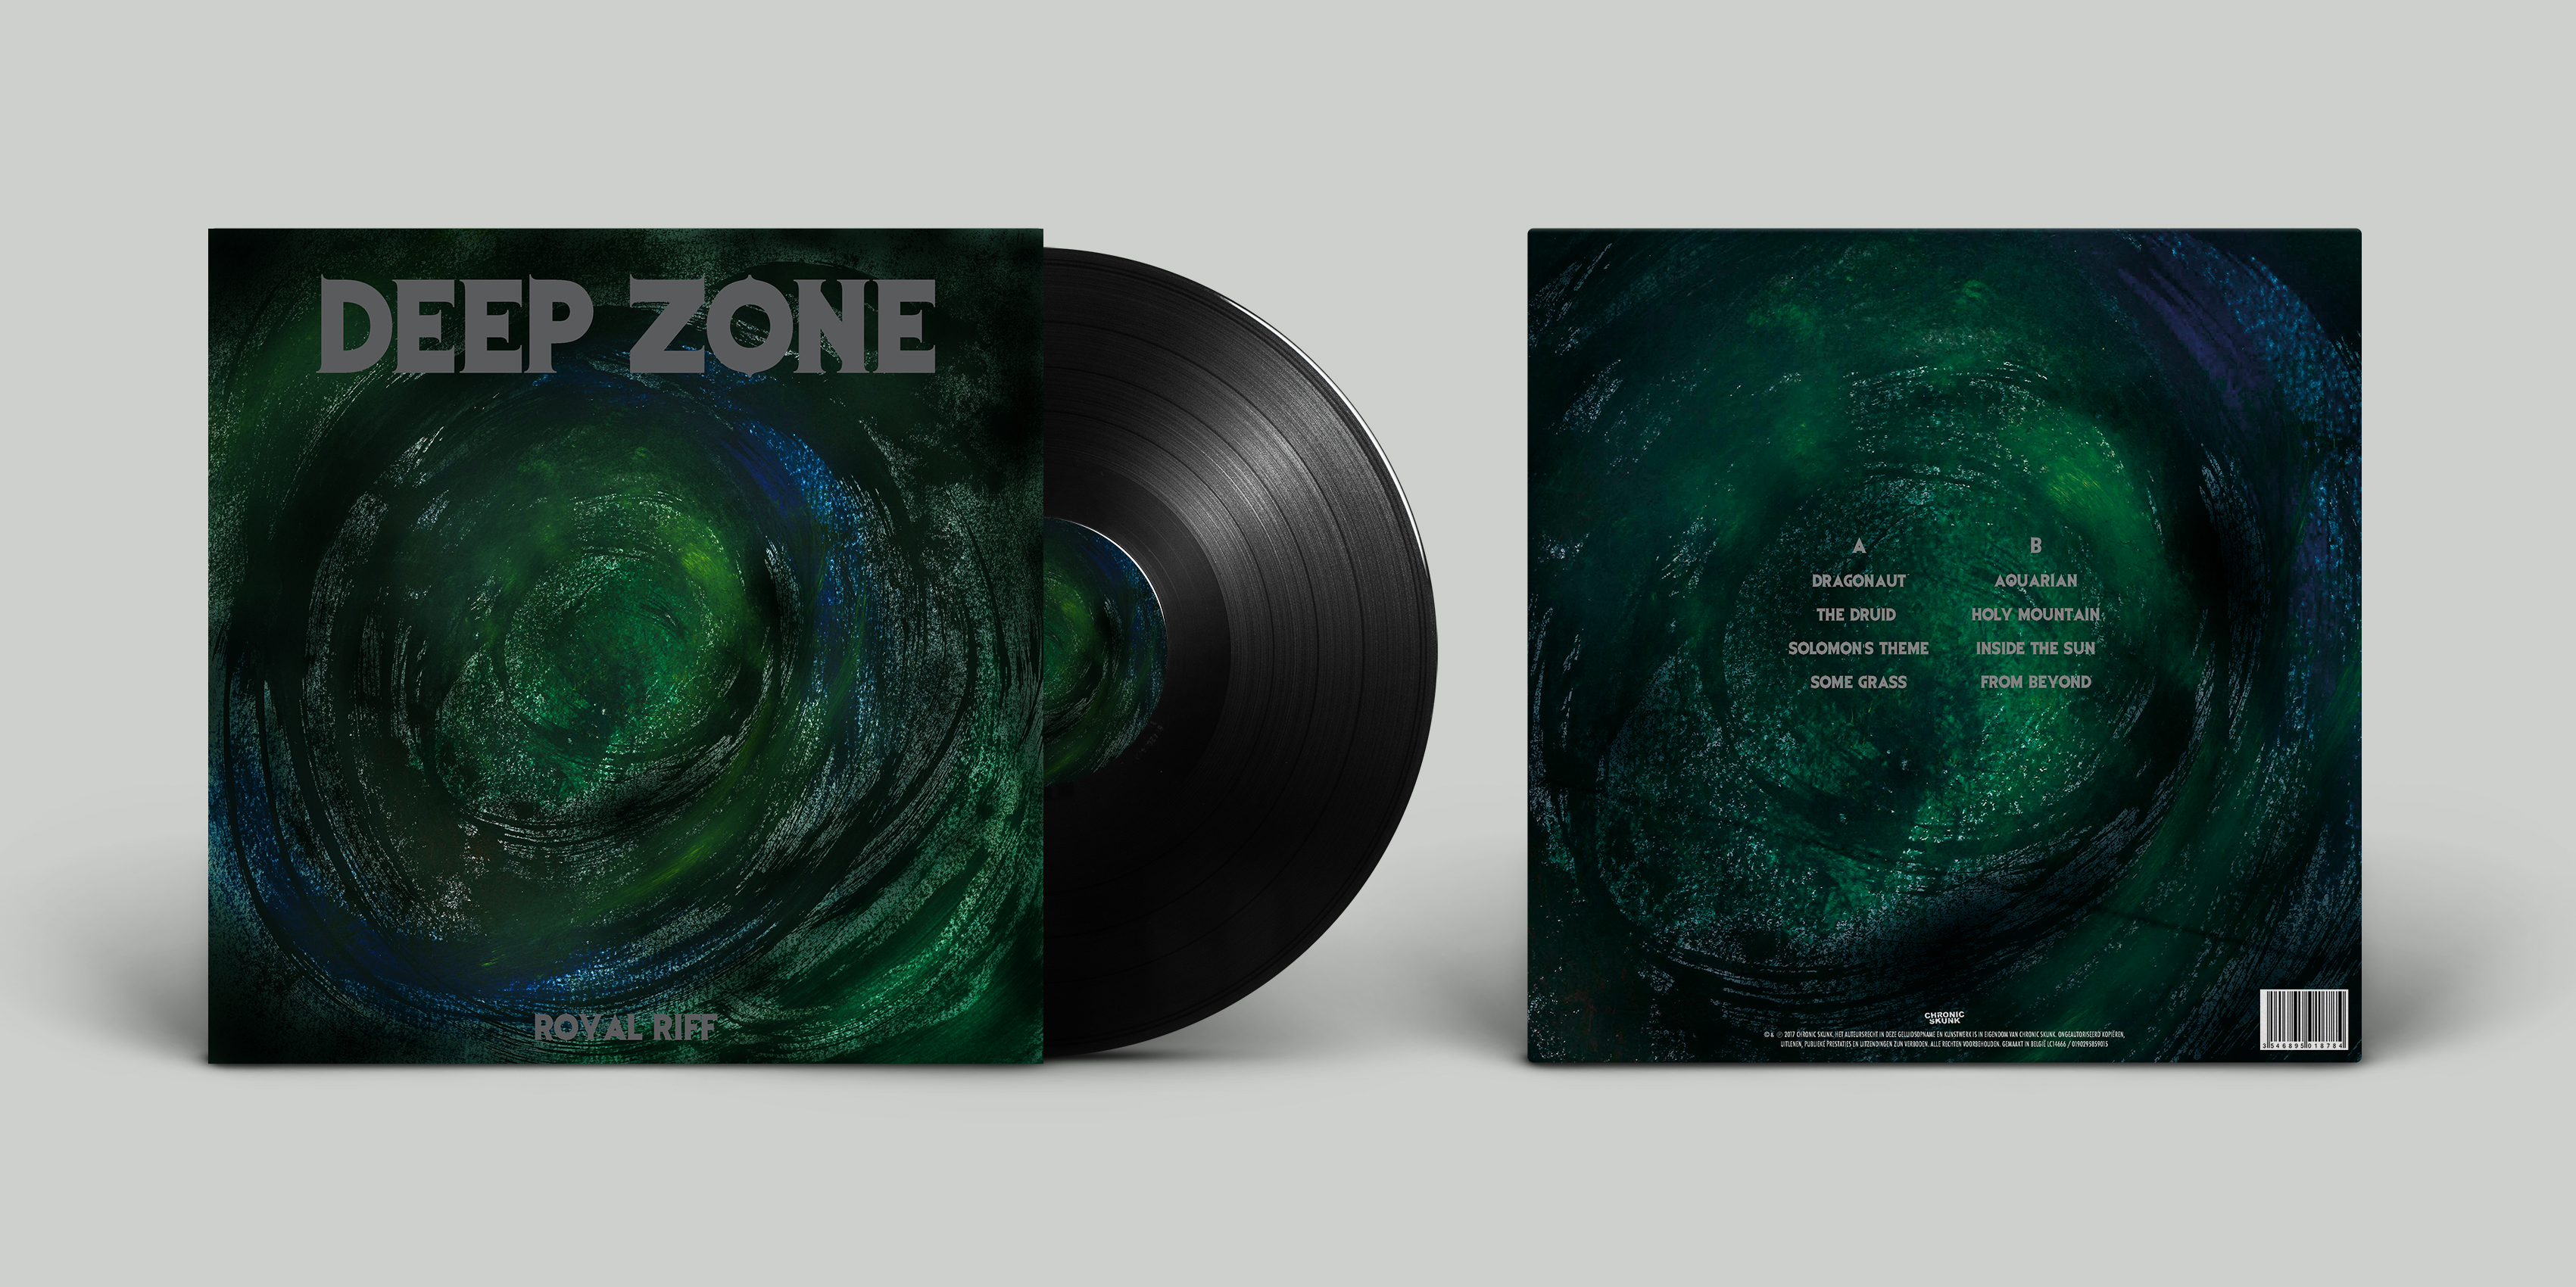 DEEP ZONE
ROYAL RIFF
A
DRAGONAUT
THE DRUID
SOLOMON'S THEME
SOME GRASS
B
AQUARIAN
HOLY MOUNTAIN
INSIDE THE SUN
FROM BEYOND
CHRONIC
SKUNK
© & ℗ 2017 CHRONIC SKUNK. HET AUTEURSRECHT IN DEZE GELUIDSOPNAME EN KUNSTWERK IS IN EIGENDOM VAN CHRONIC SKUNK. ONGEAUTORISEERD KOPIËREN,
UITLENEN, PUBLIEKE PRESTATIES EN UITZENDINGEN ZIJN VERBODEN. ALLE RECHTEN VOORBEHOUDEN. GEMAAKT IN BELGIË LC14666 / 0190295859015
3 546895 018784